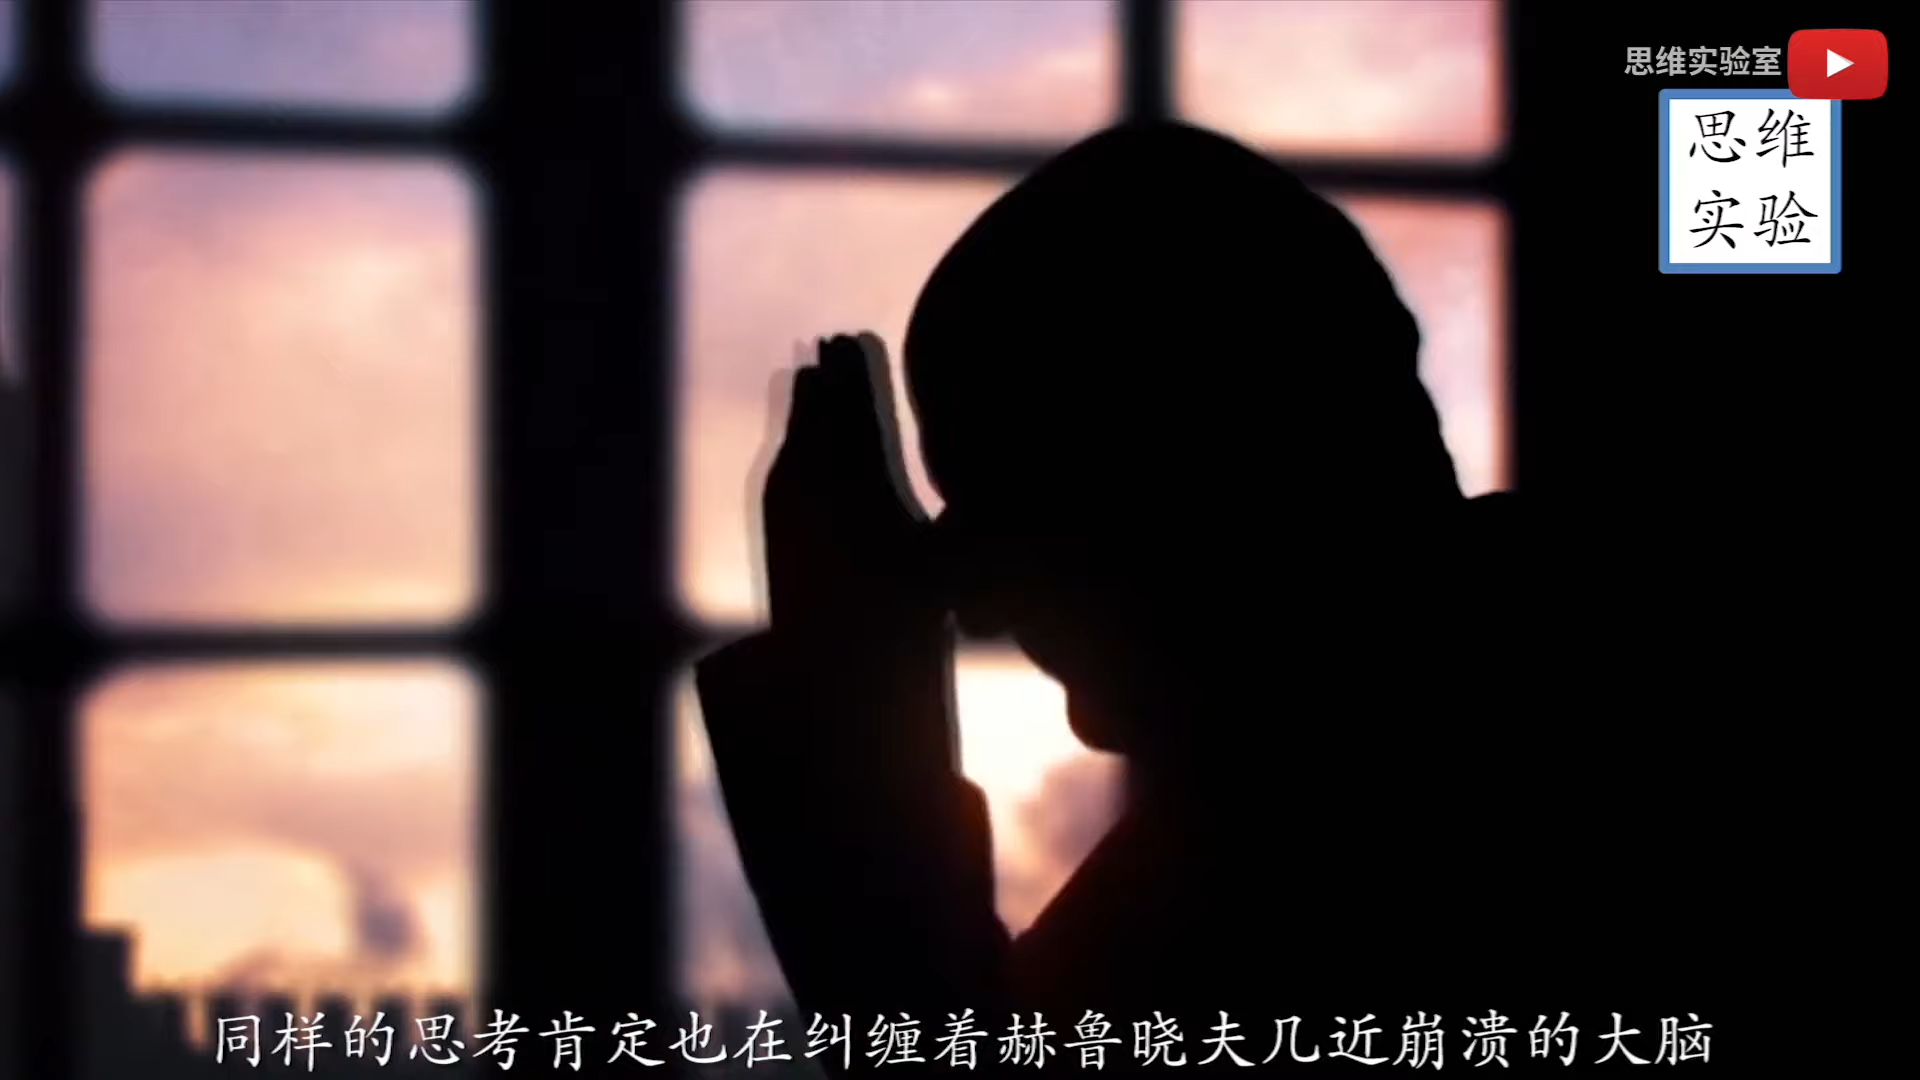 思维实验室
思维
实验
同样的思考肯定也在纠缠着赫鲁晓夫几近崩溃的大脑